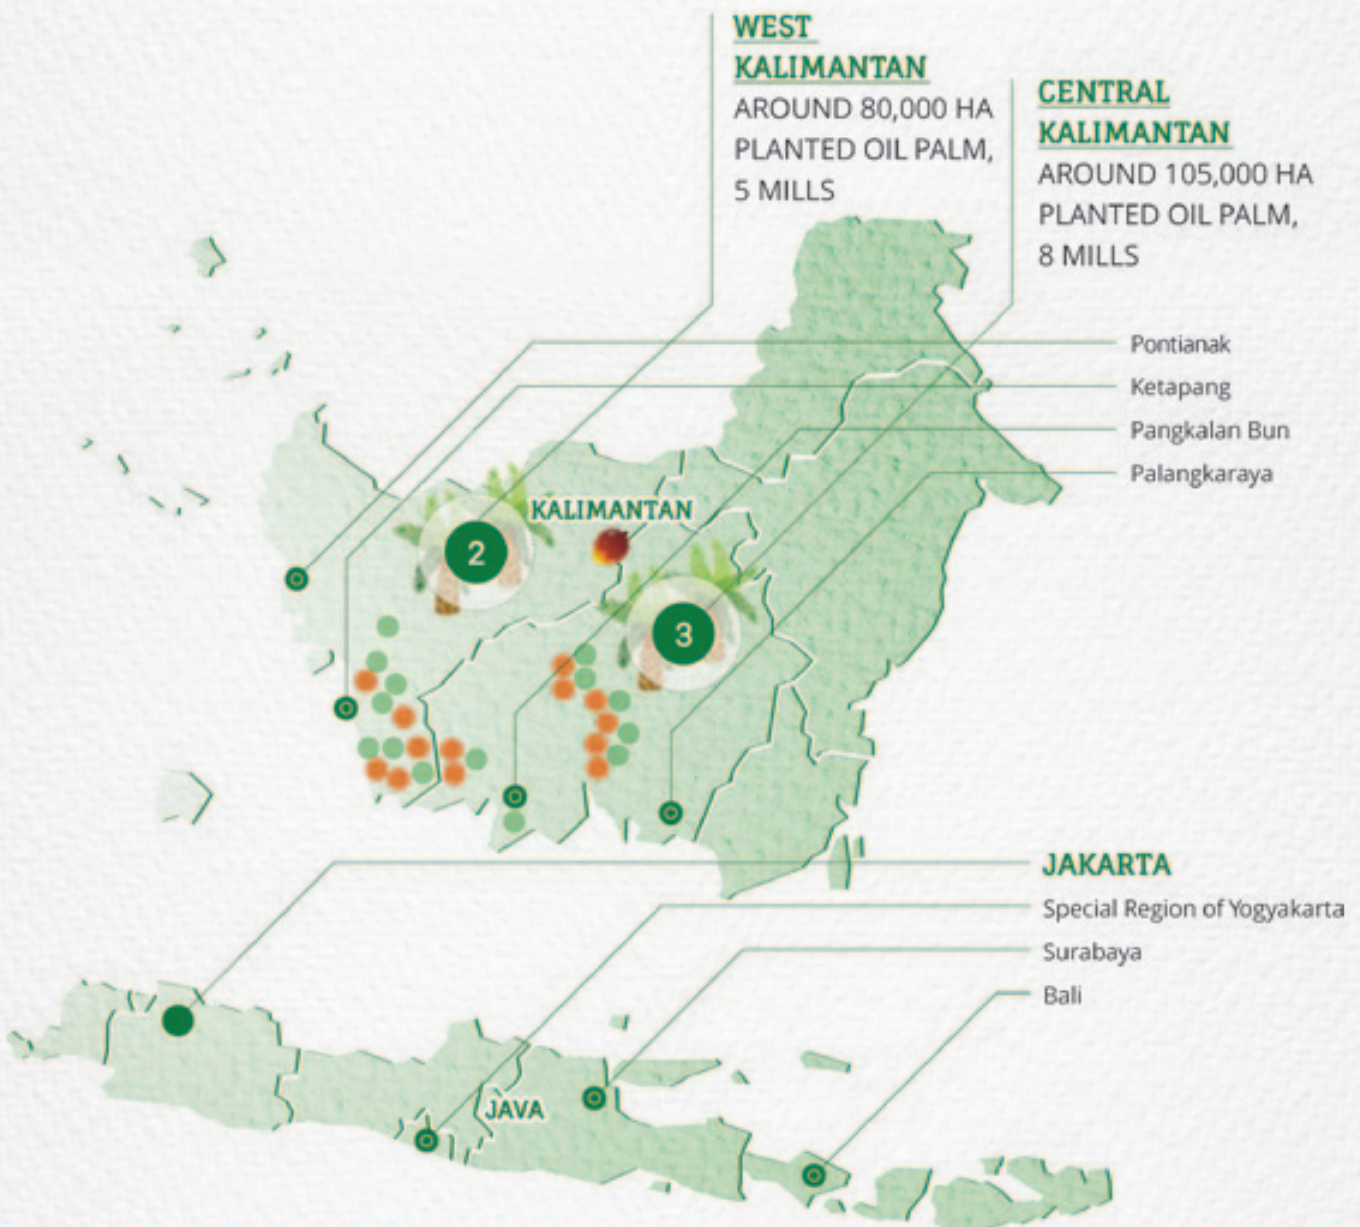 WEST
KALIMANTAN
AROUND 80,000 HA
PLANTED OIL PALM,
5 MILLS
CENTRAL
KALIMANTAN
AROUND 105,000 HA
PLANTED OIL PALM,
8 MILLS
Pontianak
Ketapang
Pangkalan Bun
Palangkaraya
KALIMANTAN
2
3
JAKARTA
Special Region of Yogyakarta
Surabaya
Bali
JAVA